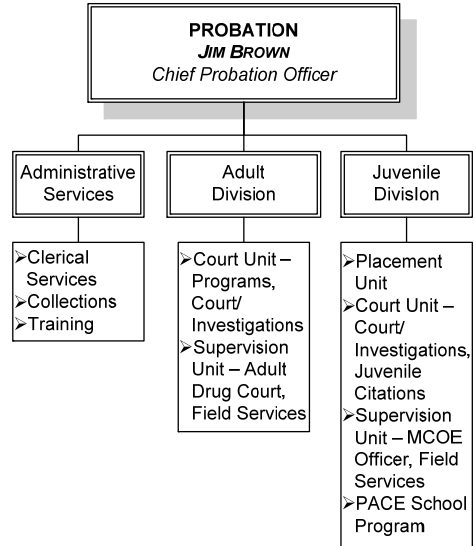 PROBATION
JIM BROWN
Chief Probation Officer
Administrative
Services
Adult
Division
Juvenile
Division
➢Clerical
Services
➢Collections
➢Training
➢Court Unit –
Programs,
Court/
Investigations
➢Supervision
Unit – Adult
Drug Court,
Field Services
➢Placement
Unit
➢Court Unit –
Court/
Investigations,
Juvenile
Citations
➢Supervision
Unit – MCOE
Officer, Field
Services
➢PACE School
Program